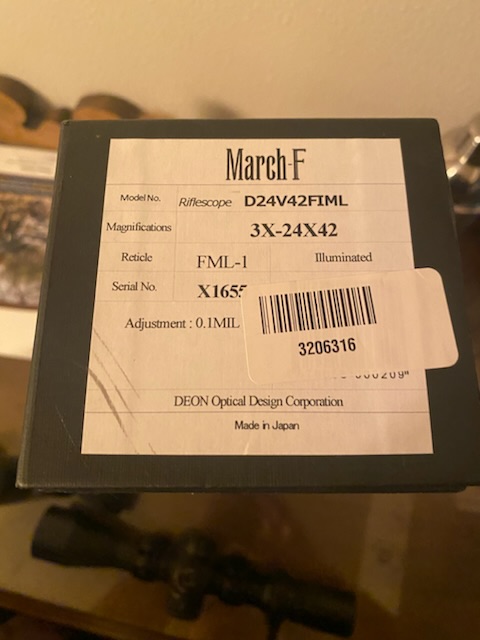 March-F
Model No. Riflescope D24V42FIML
Magnifications 3X-24X42
Reticle FML-1 Illuminated
Serial No. X1655
Adjustment : 0.1MIL
3206316
DEON Optical Design Corporation
Made in Japan